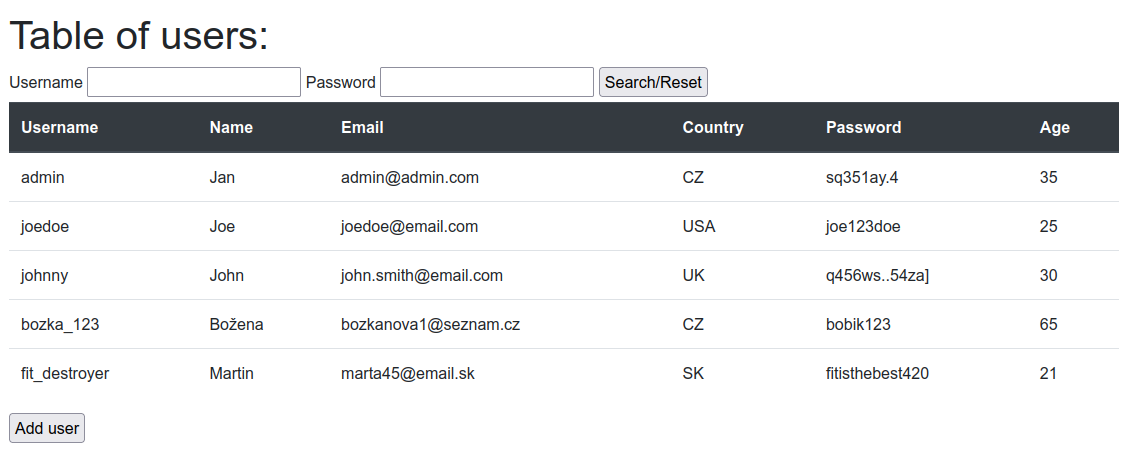 Table of users:
Username Password Search/Reset
Username Name Email Country Password Age
admin Jan admin@admin.com CZ sq351ay.4 35
joedoe Joe joedoe@email.com USA joe123doe 25
johnny John john.smith@email.com UK q456ws..54za] 30
bozka_123 Božena bozkanova1@seznam.cz CZ bobik123 65
fit_destroyer Martin marta45@email.sk SK fitisthebest420 21
Add user